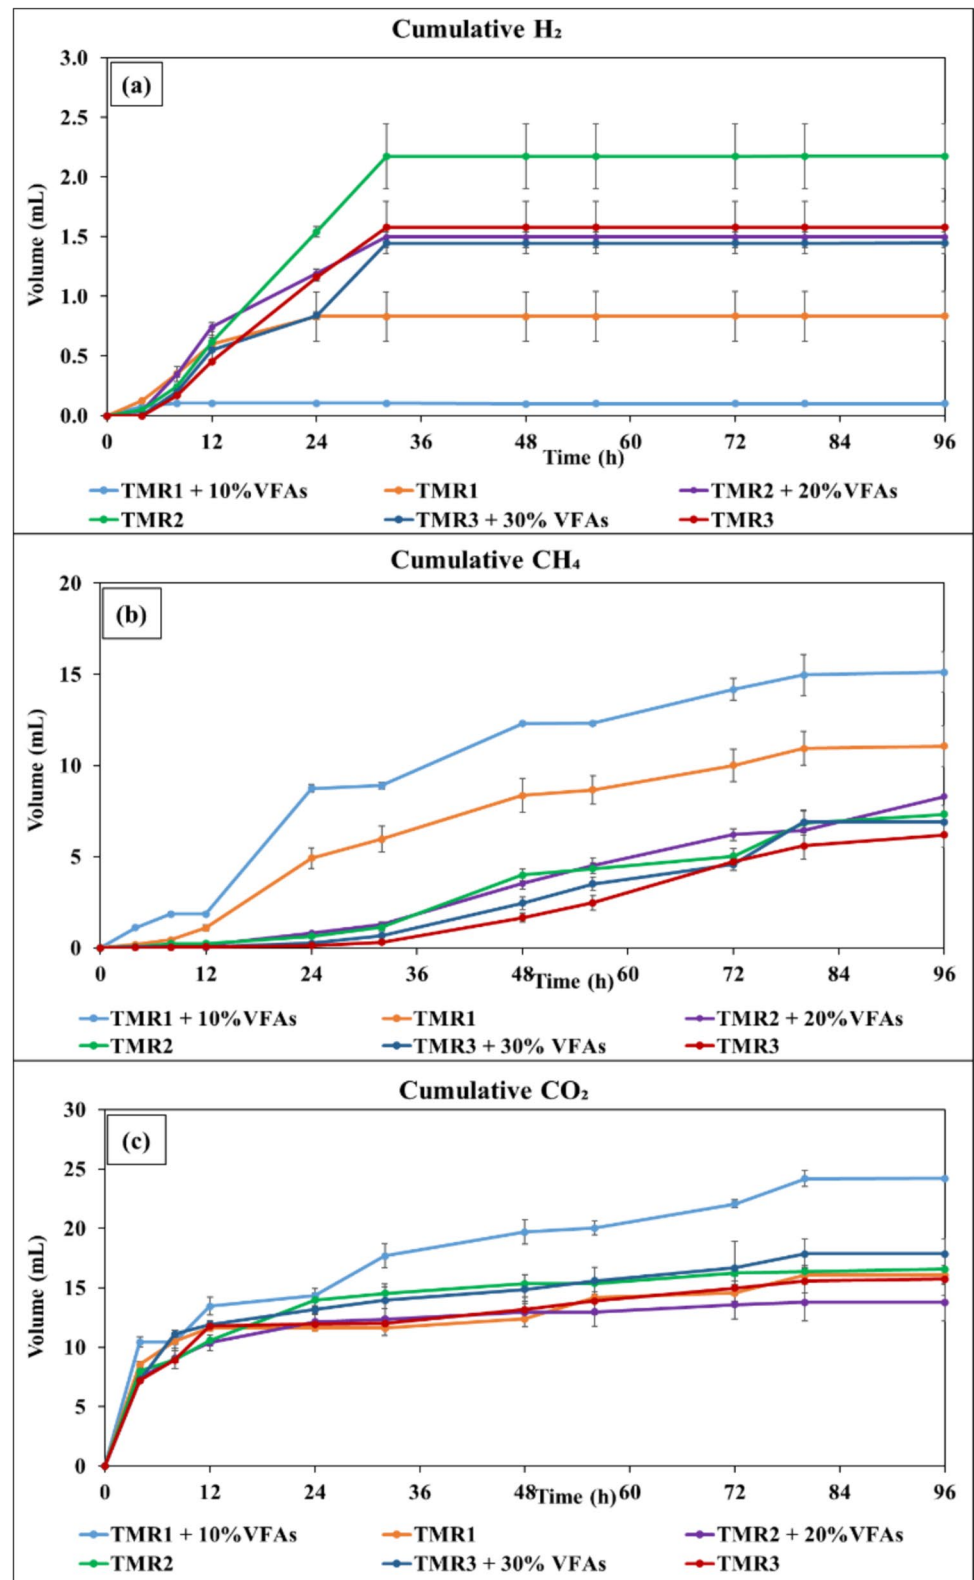 Cumulative H₂
(a)
3.0
2.5
2.0
1.5
1.0
0.5
0.0
Volume (mL)
0 12 24 36 48 60 72 84 96
Time (h)
TMR1 + 10%VFAs TMR1 TMR2 + 20%VFAs
TMR2 TMR3 + 30% VFAs TMR3
Cumulative CH₄
(b)
20
15
10
5
0
Volume (mL)
0 12 24 36 48 60 72 84 96
Time (h)
TMR1 + 10%VFAs TMR1 TMR2 + 20%VFAs
TMR2 TMR3 + 30% VFAs TMR3
Cumulative CO₂
(c)
30
25
20
15
10
5
0
Volume (mL)
0 12 24 36 48 60 72 84 96
Time (h)
TMR1 + 10%VFAs TMR1 TMR2 + 20%VFAs
TMR2 TMR3 + 30% VFAs TMR3